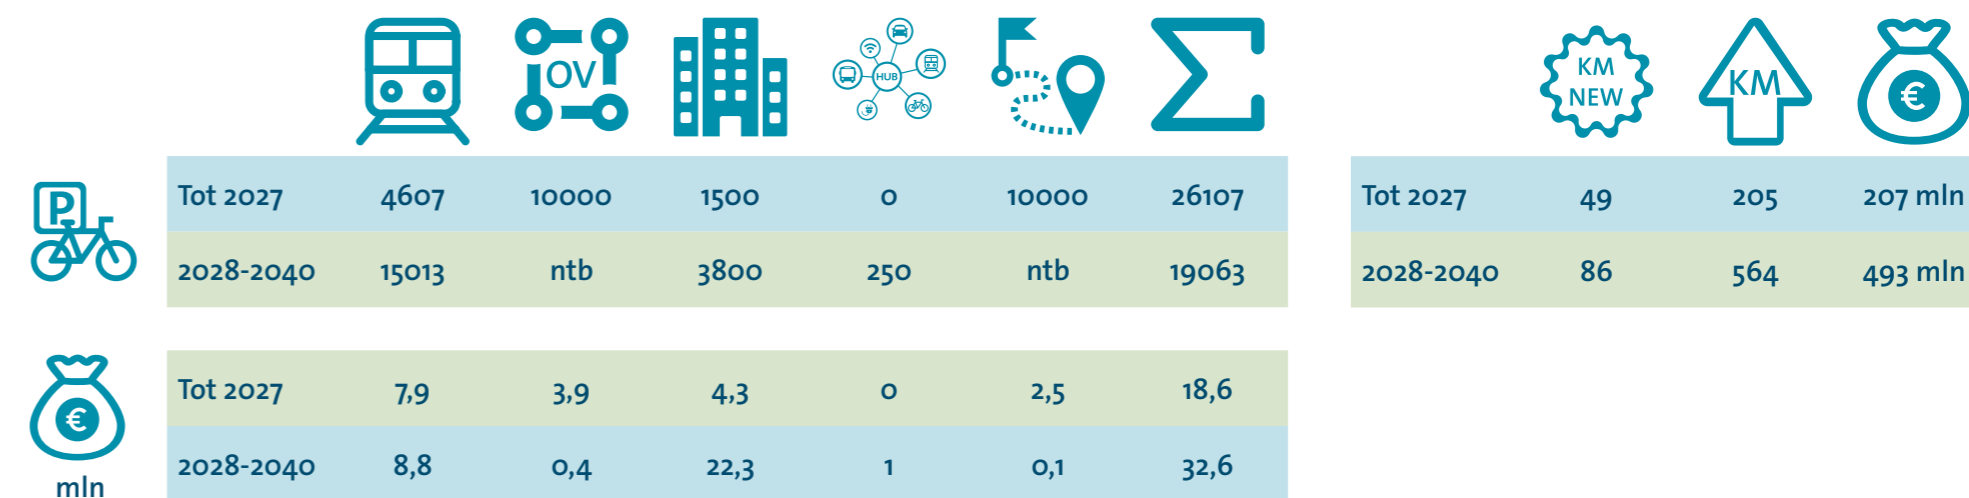 OV
HUB
KM
NEW
KM
€
P
Tot 2027 4607 10000 1500 0 10000 26107
2028-2040 15013 ntb 3800 250 ntb 19063
Tot 2027 49 205 207 mln
2028-2040 86 564 493 mln
€
mln
Tot 2027 7,9 3,9 4,3 0 2,5 18,6
2028-2040 8,8 0,4 22,3 1 0,1 32,6